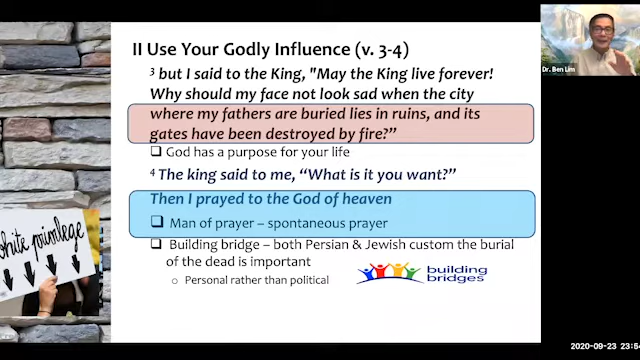 II Use Your Godly Influence (v. 3-4)
3 but I said to the King, "May the King live forever!
Why should my face not look sad when the city
where my fathers are buried lies in ruins, and its
gates have been destroyed by fire?”
God has a purpose for your life
4 The king said to me, “What is it you want?”
Then I prayed to the God of heaven
Man of prayer – spontaneous prayer
Building bridge – both Persian & Jewish custom the burial
of the dead is important
Personal rather than political
building
bridges
white privilege
Dr. Ben Lim